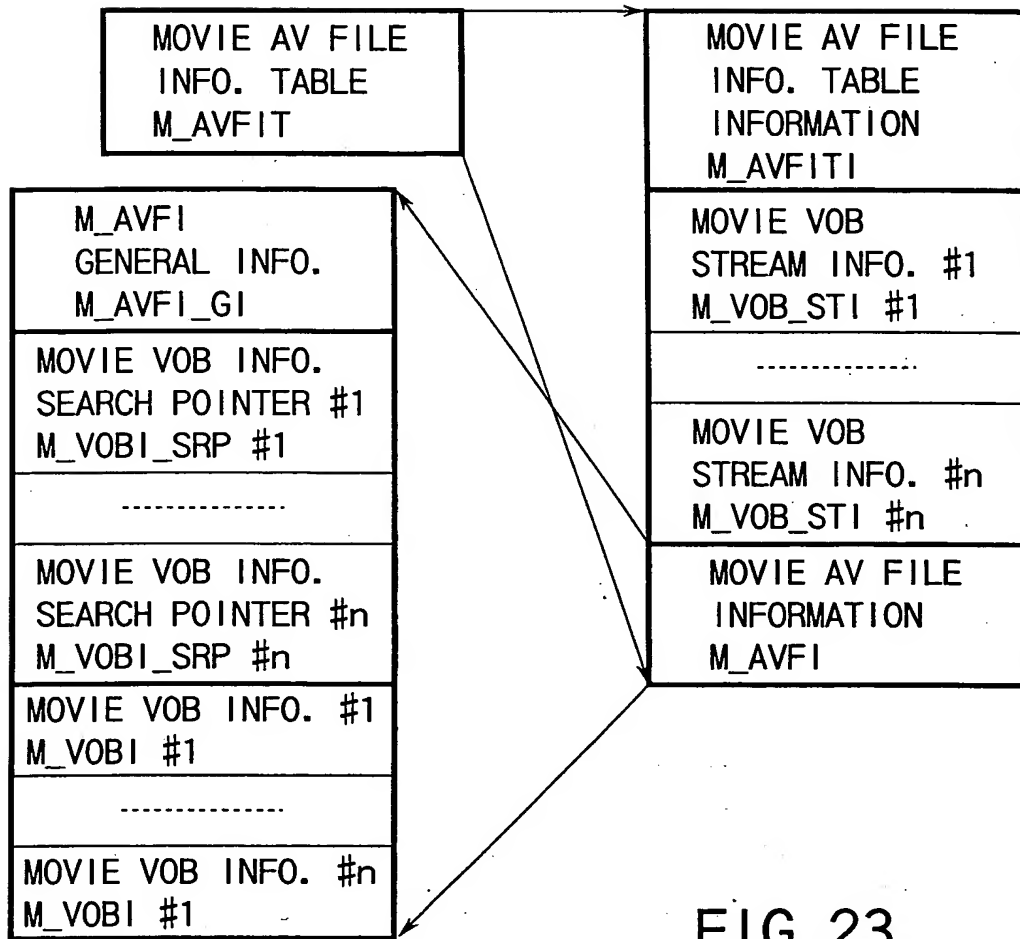 MOVIE AV FILE
INFO. TABLE
M_AVFIT
MOVIE AV FILE
INFO. TABLE
INFORMATION
M_AVFITI
MOVIE VOB
STREAM INFO. #1
M_VOB_STI #1
MOVIE VOB
STREAM INFO. #n
M_VOB_STI #n
MOVIE AV FILE
INFORMATION
M_AVFI
M_AVFI
GENERAL INFO.
M_AVFI_GI
MOVIE VOB INFO.
SEARCH POINTER #1
M_VOBI_SRP #1
MOVIE VOB INFO.
SEARCH POINTER #n
M_VOBI_SRP #n
MOVIE VOB INFO. #1
M_VOBI #1
MOVIE VOB INFO. #n
M_VOBI #1
FIG. 23